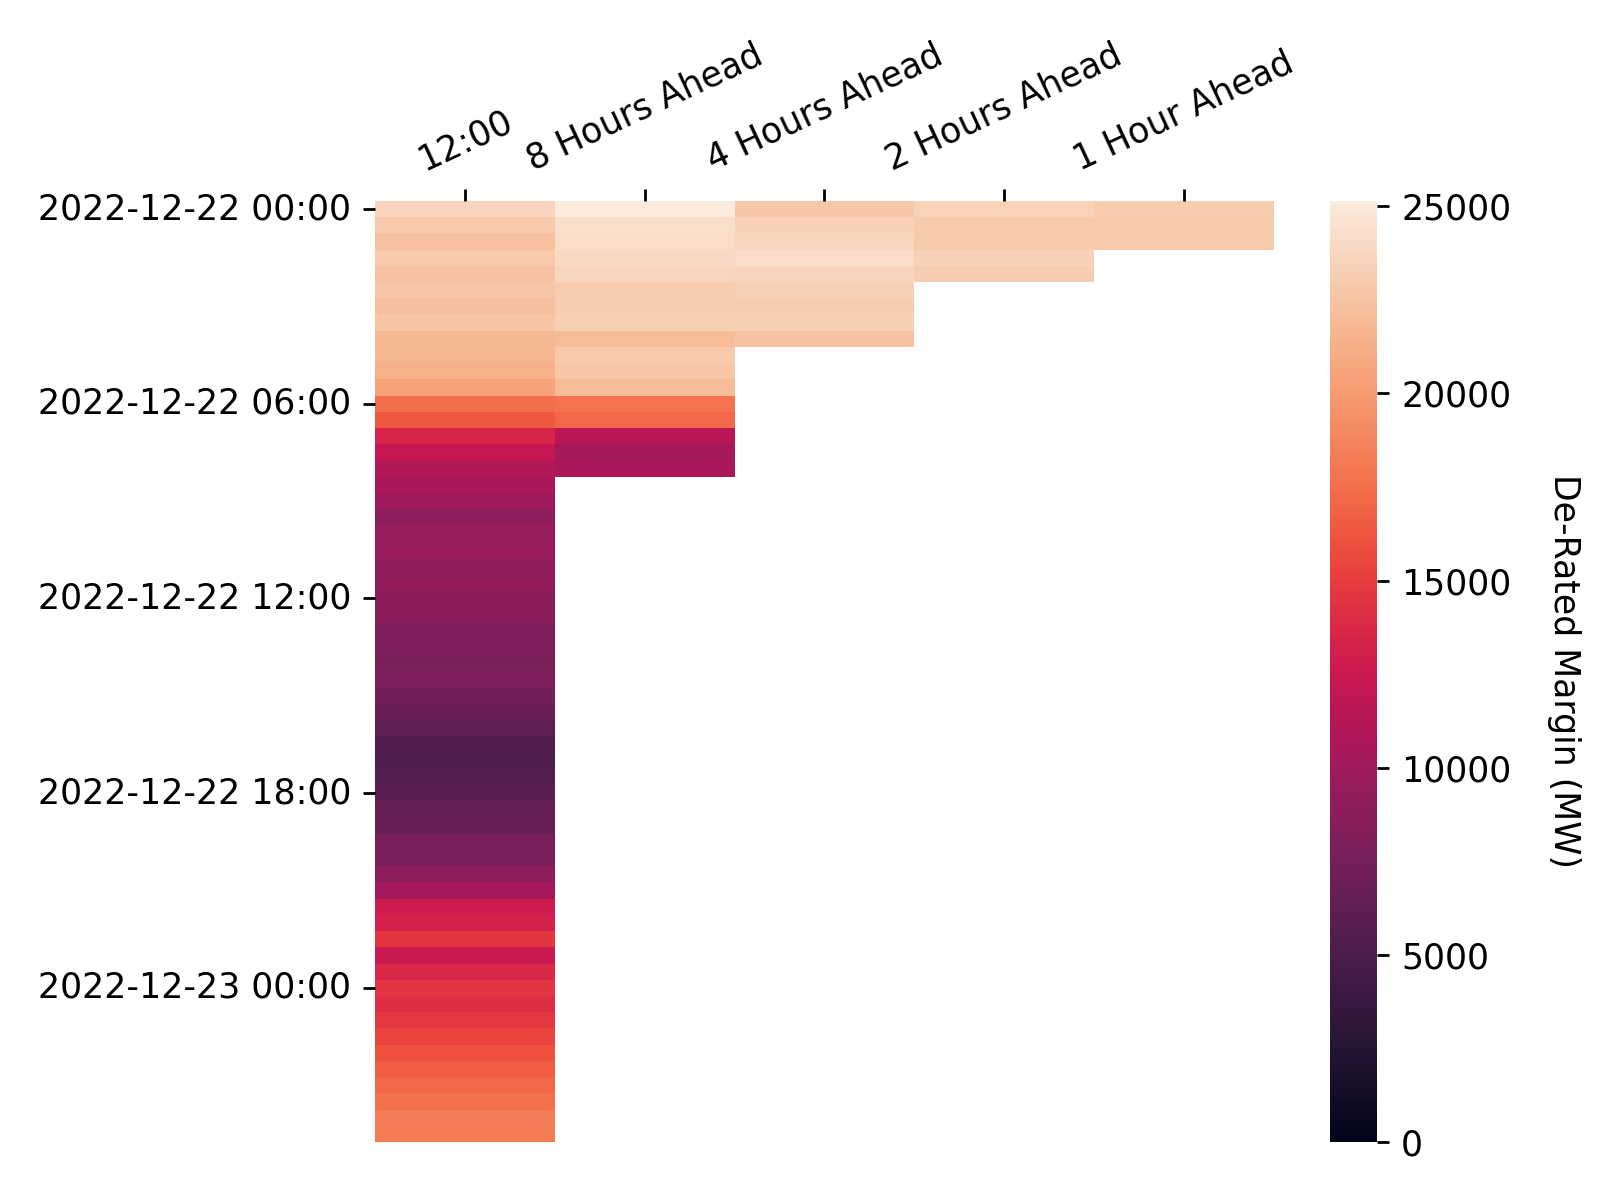 12:00
8 Hours Ahead
4 Hours Ahead
2 Hours Ahead
1 Hour Ahead
2022-12-22 00:00
2022-12-22 06:00
2022-12-22 12:00
2022-12-22 18:00
2022-12-23 00:00
25000
20000
15000
10000
5000
0
De-Rated Margin (MW)